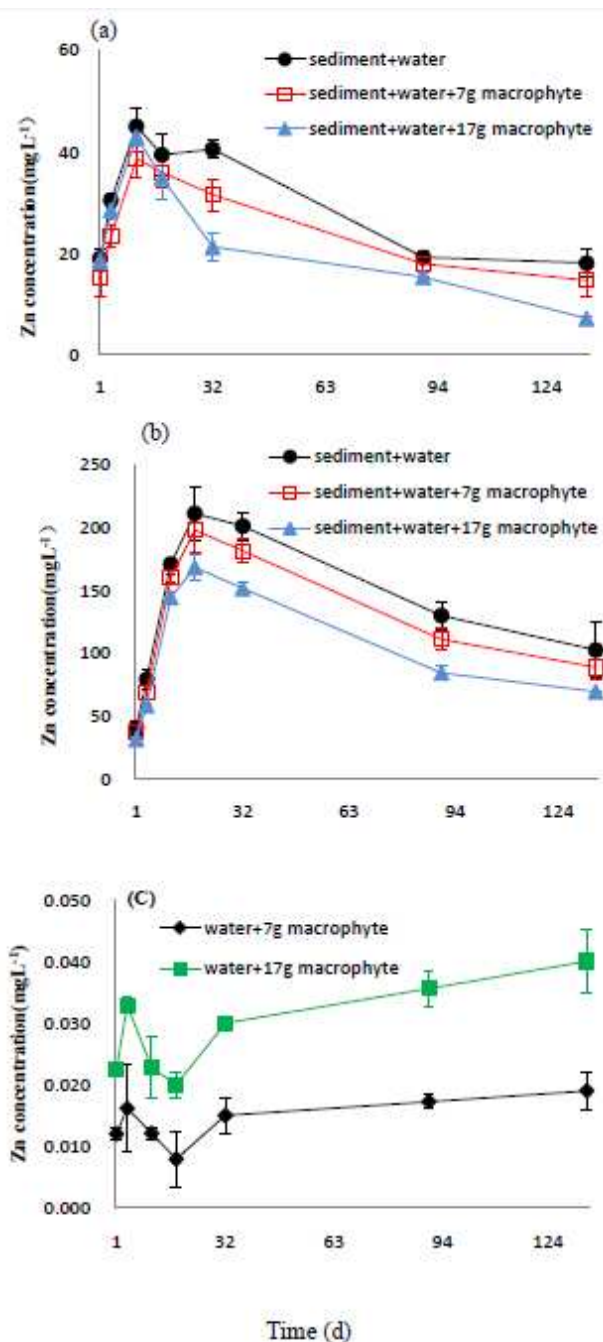 (a)
60
40
20
0
Zn concentration(mgL-1)
sediment+water
sediment+water+7g macrophyte
sediment+water+17g macrophyte
1 32 63 94 124
(b)
250
200
150
100
50
0
Zn concentration(mgL-1)
sediment+water
sediment+water+7g macrophyte
sediment+water+17g macrophyte
1 32 63 94 124
(C)
0.050
0.040
0.030
0.020
0.010
0.000
Zn concentration(mgL-1)
water+7g macrophyte
water+17g macrophyte
1 32 63 94 124
Time (d)